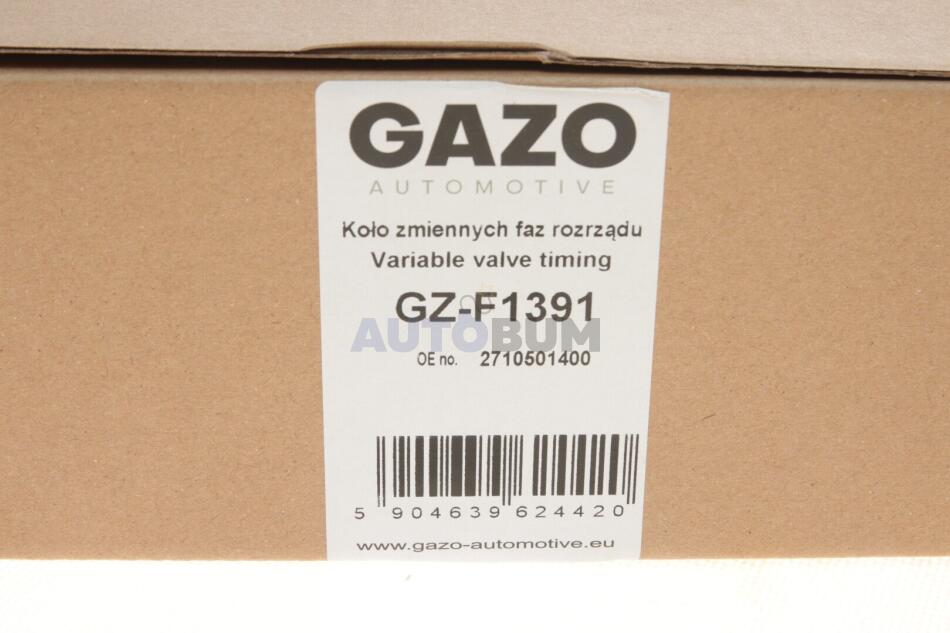 GAZO
AUTOMOTIVE
Koło zmiennych faz rozrządu
Variable valve timing
GZ-F1391
AUTOBUM
OE no. 2710501400
5 904639 624420
www.gazo-automotive.eu